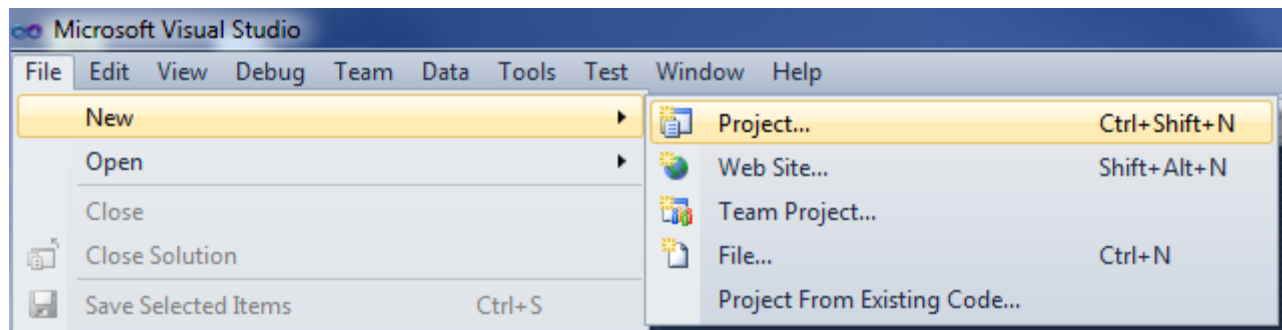 Microsoft Visual Studio
File Edit View Debug Team Data Tools Test Window Help
New
Open
Close
Close Solution
Save Selected Items Ctrl+S
Project... Ctrl+Shift+N
Web Site... Shift+Alt+N
Team Project...
File... Ctrl+N
Project From Existing Code...